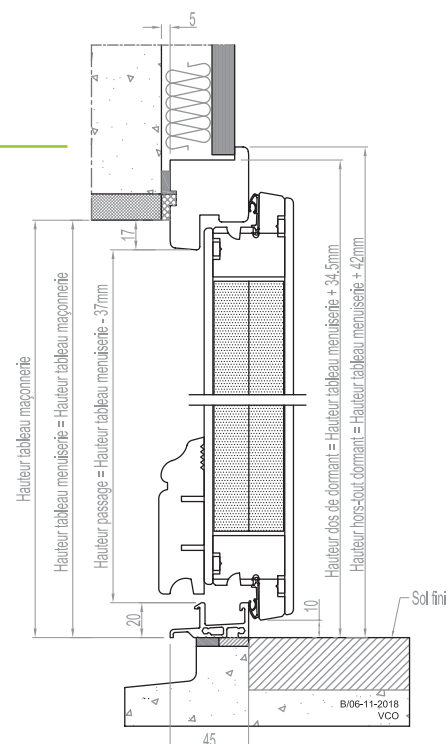 5
17
Hauteur tableau maçonnerie
Hauteur tableau menuiserie = Hauteur tableau maçonnerie
Hauteur passage = Hauteur tableau menuiserie - 37mm
Hauteur dos de dormant = Hauteur tableau menuiserie + 34.5mm
Hauteur hors-tout dormant = Hauteur tableau menuiserie + 42mm
20
10
Sol fini
B/06-11-2018
VCO
45